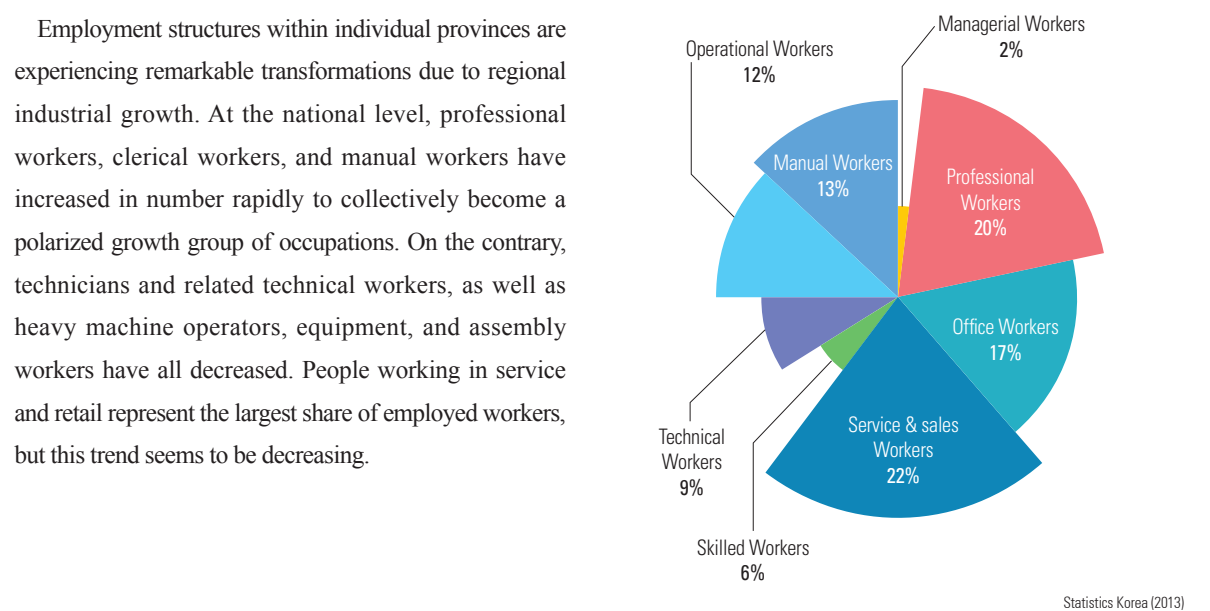 Employment structures within individual provinces are
experiencing remarkable transformations due to regional
industrial growth. At the national level, professional
workers, clerical workers, and manual workers have
increased in number rapidly to collectively become a
polarized growth group of occupations. On the contrary,
technicians and related technical workers, as well as
heavy machine operators, equipment, and assembly
workers have all decreased. People working in service
and retail represent the largest share of employed workers,
but this trend seems to be decreasing.
Managerial Workers
2%
Operational Workers
12%
Manual Workers
13%
Professional
Workers
20%
Office Workers
17%
Service & sales
Workers
22%
Technical
Workers
9%
Skilled Workers
6%
Statistics Korea (2013)